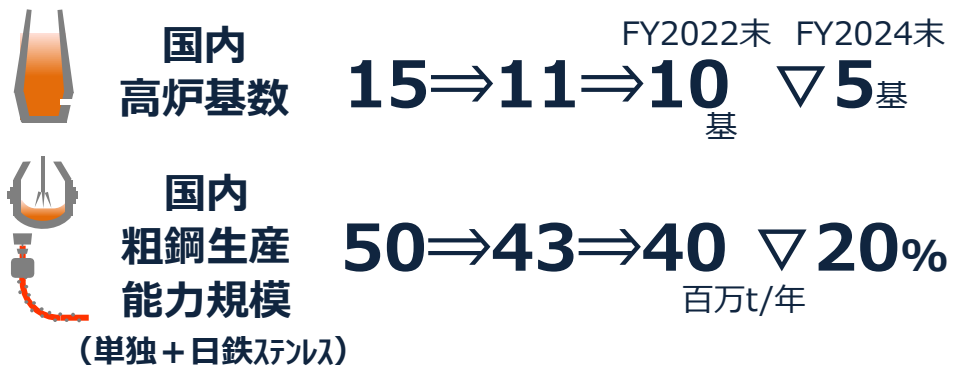 FY2022末 FY2024末
国内
高炉基数
15⇒11⇒10 ▽5基
基
国内
粗鋼生産
能力規模
(単独＋日鉄ｽﾃﾝﾚｽ)
50⇒43⇒40 ▽20%
百万t/年